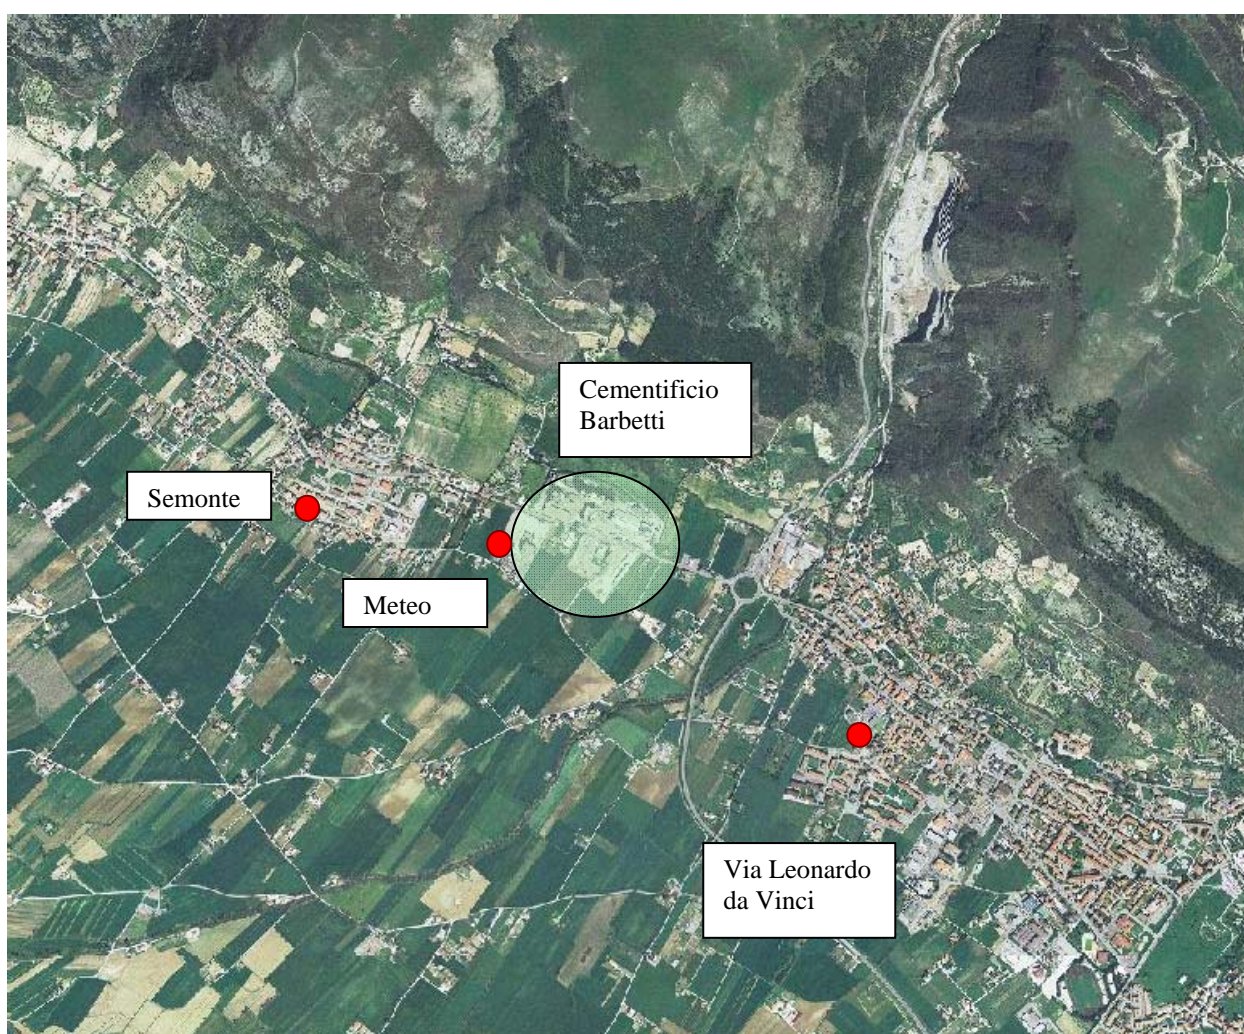 Cementificio
Barbetti
Semonte
Meteo
Via Leonardo
da Vinci